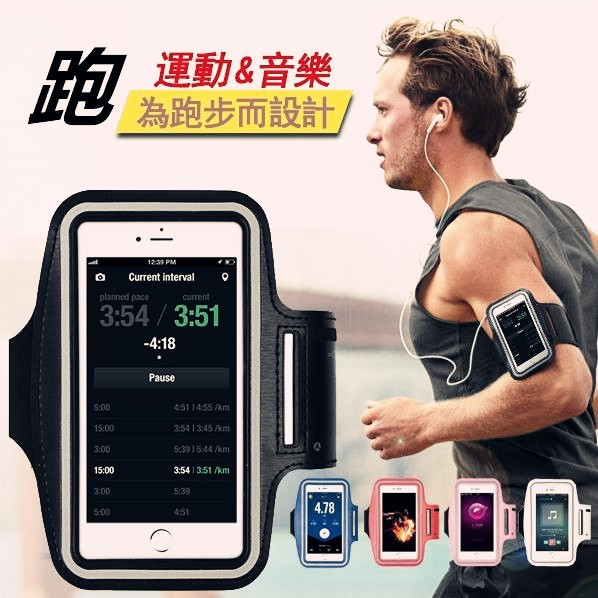 跑
運動&音樂
為跑步而設計
12:39 PM
Current interval
planned pace current
3:54 / 3:51
-4:18
Pause
5:00 4:51 | 4:55 /km
3:00 3:54 | 4:35 /km
3:00 5:39 | 5:44 /km
15:00 3:54 | 3:51 /km
3:00 5:39
5:00 4:51
4.78